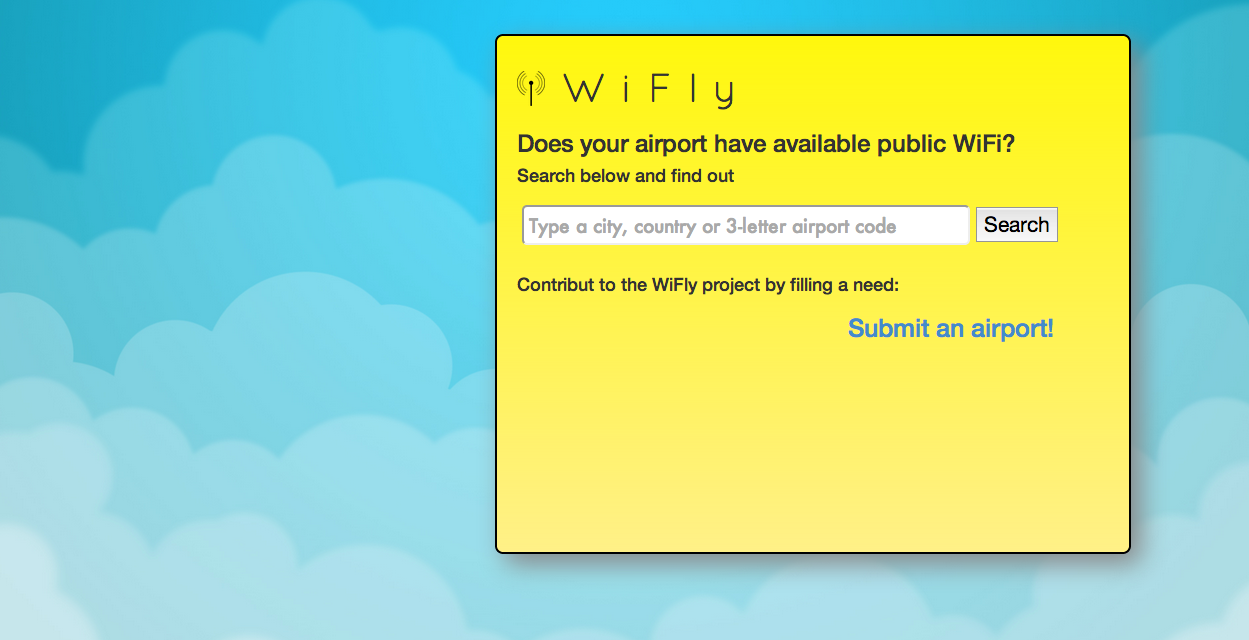 WiFly
Does your airport have available public WiFi?
Search below and find out
Type a city, country or 3-letter airport code
Search
Contribut to the WiFly project by filling a need:
Submit an airport!